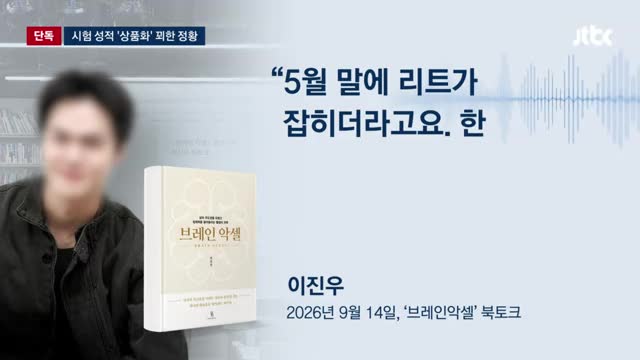 단독 시험 성적 '상품화' 꾀한 정황
jtbc
“5월 말에 리트가
잡히더라고요. 한
브레인 악셀
이진우
2026년 9월 14일, ‘브레인악셀’ 북토크